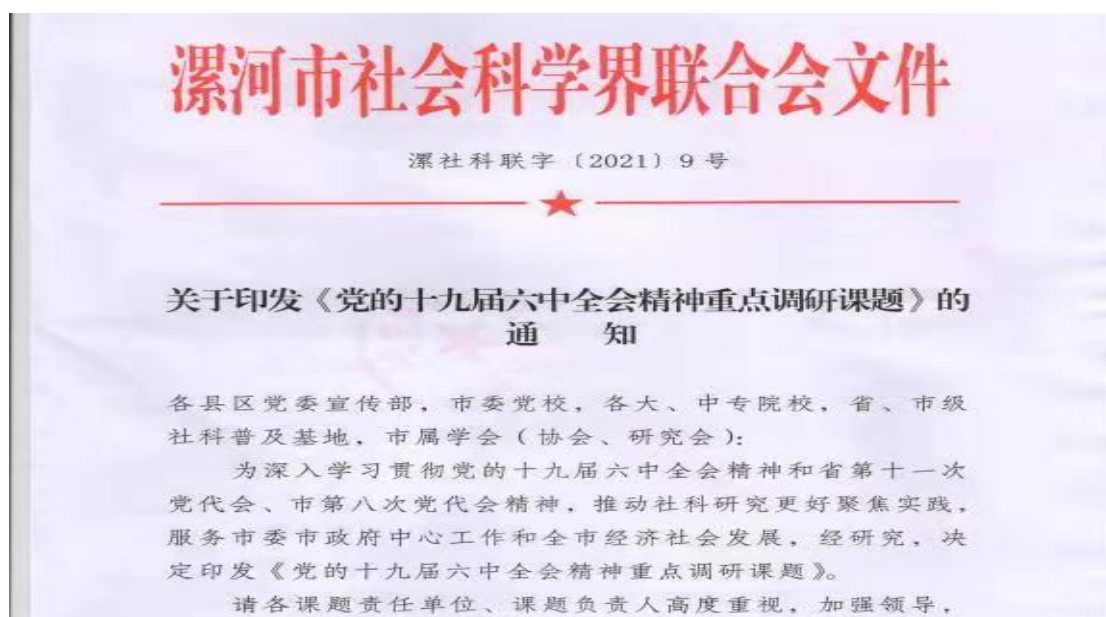 漯河市社会科学界联合会文件
漯社科联字〔2021〕9号
关于印发《党的十九届六中全会精神重点调研课题》的
通 知
各县区党委宣传部，市委党校，各大、中专院校，省、市级
社科普及基地，市属学会（协会、研究会）：
为深入学习贯彻党的十九届六中全会精神和省第十一次
党代会、市第八次党代会精神，推动社科研究更好聚焦实践，
服务市委市政府中心工作和全市经济社会发展，经研究，决
定印发《党的十九届六中全会精神重点调研课题》。
请各课题责任单位、课题负责人高度重视，加强领导，